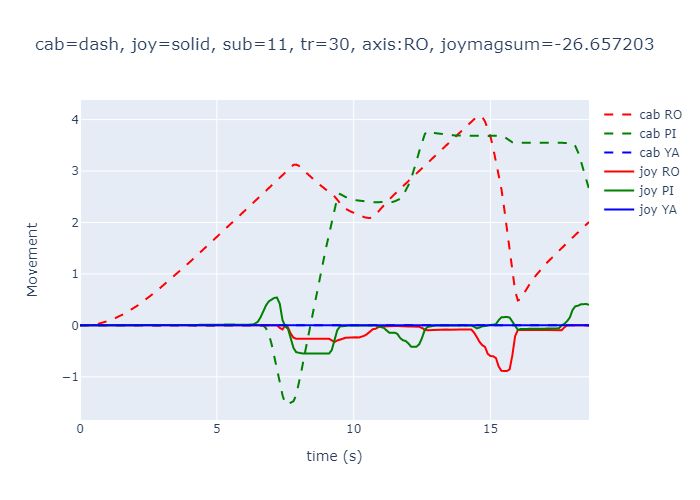 cab=dash, joy=solid, sub=11, tr=30, axis:RO, joymagsum=-26.657203
cab RO
cab PI
cab YA
joy RO
joy PI
joy YA
Movement
4
3
2
1
0
−1
0
5
10
15
time (s)